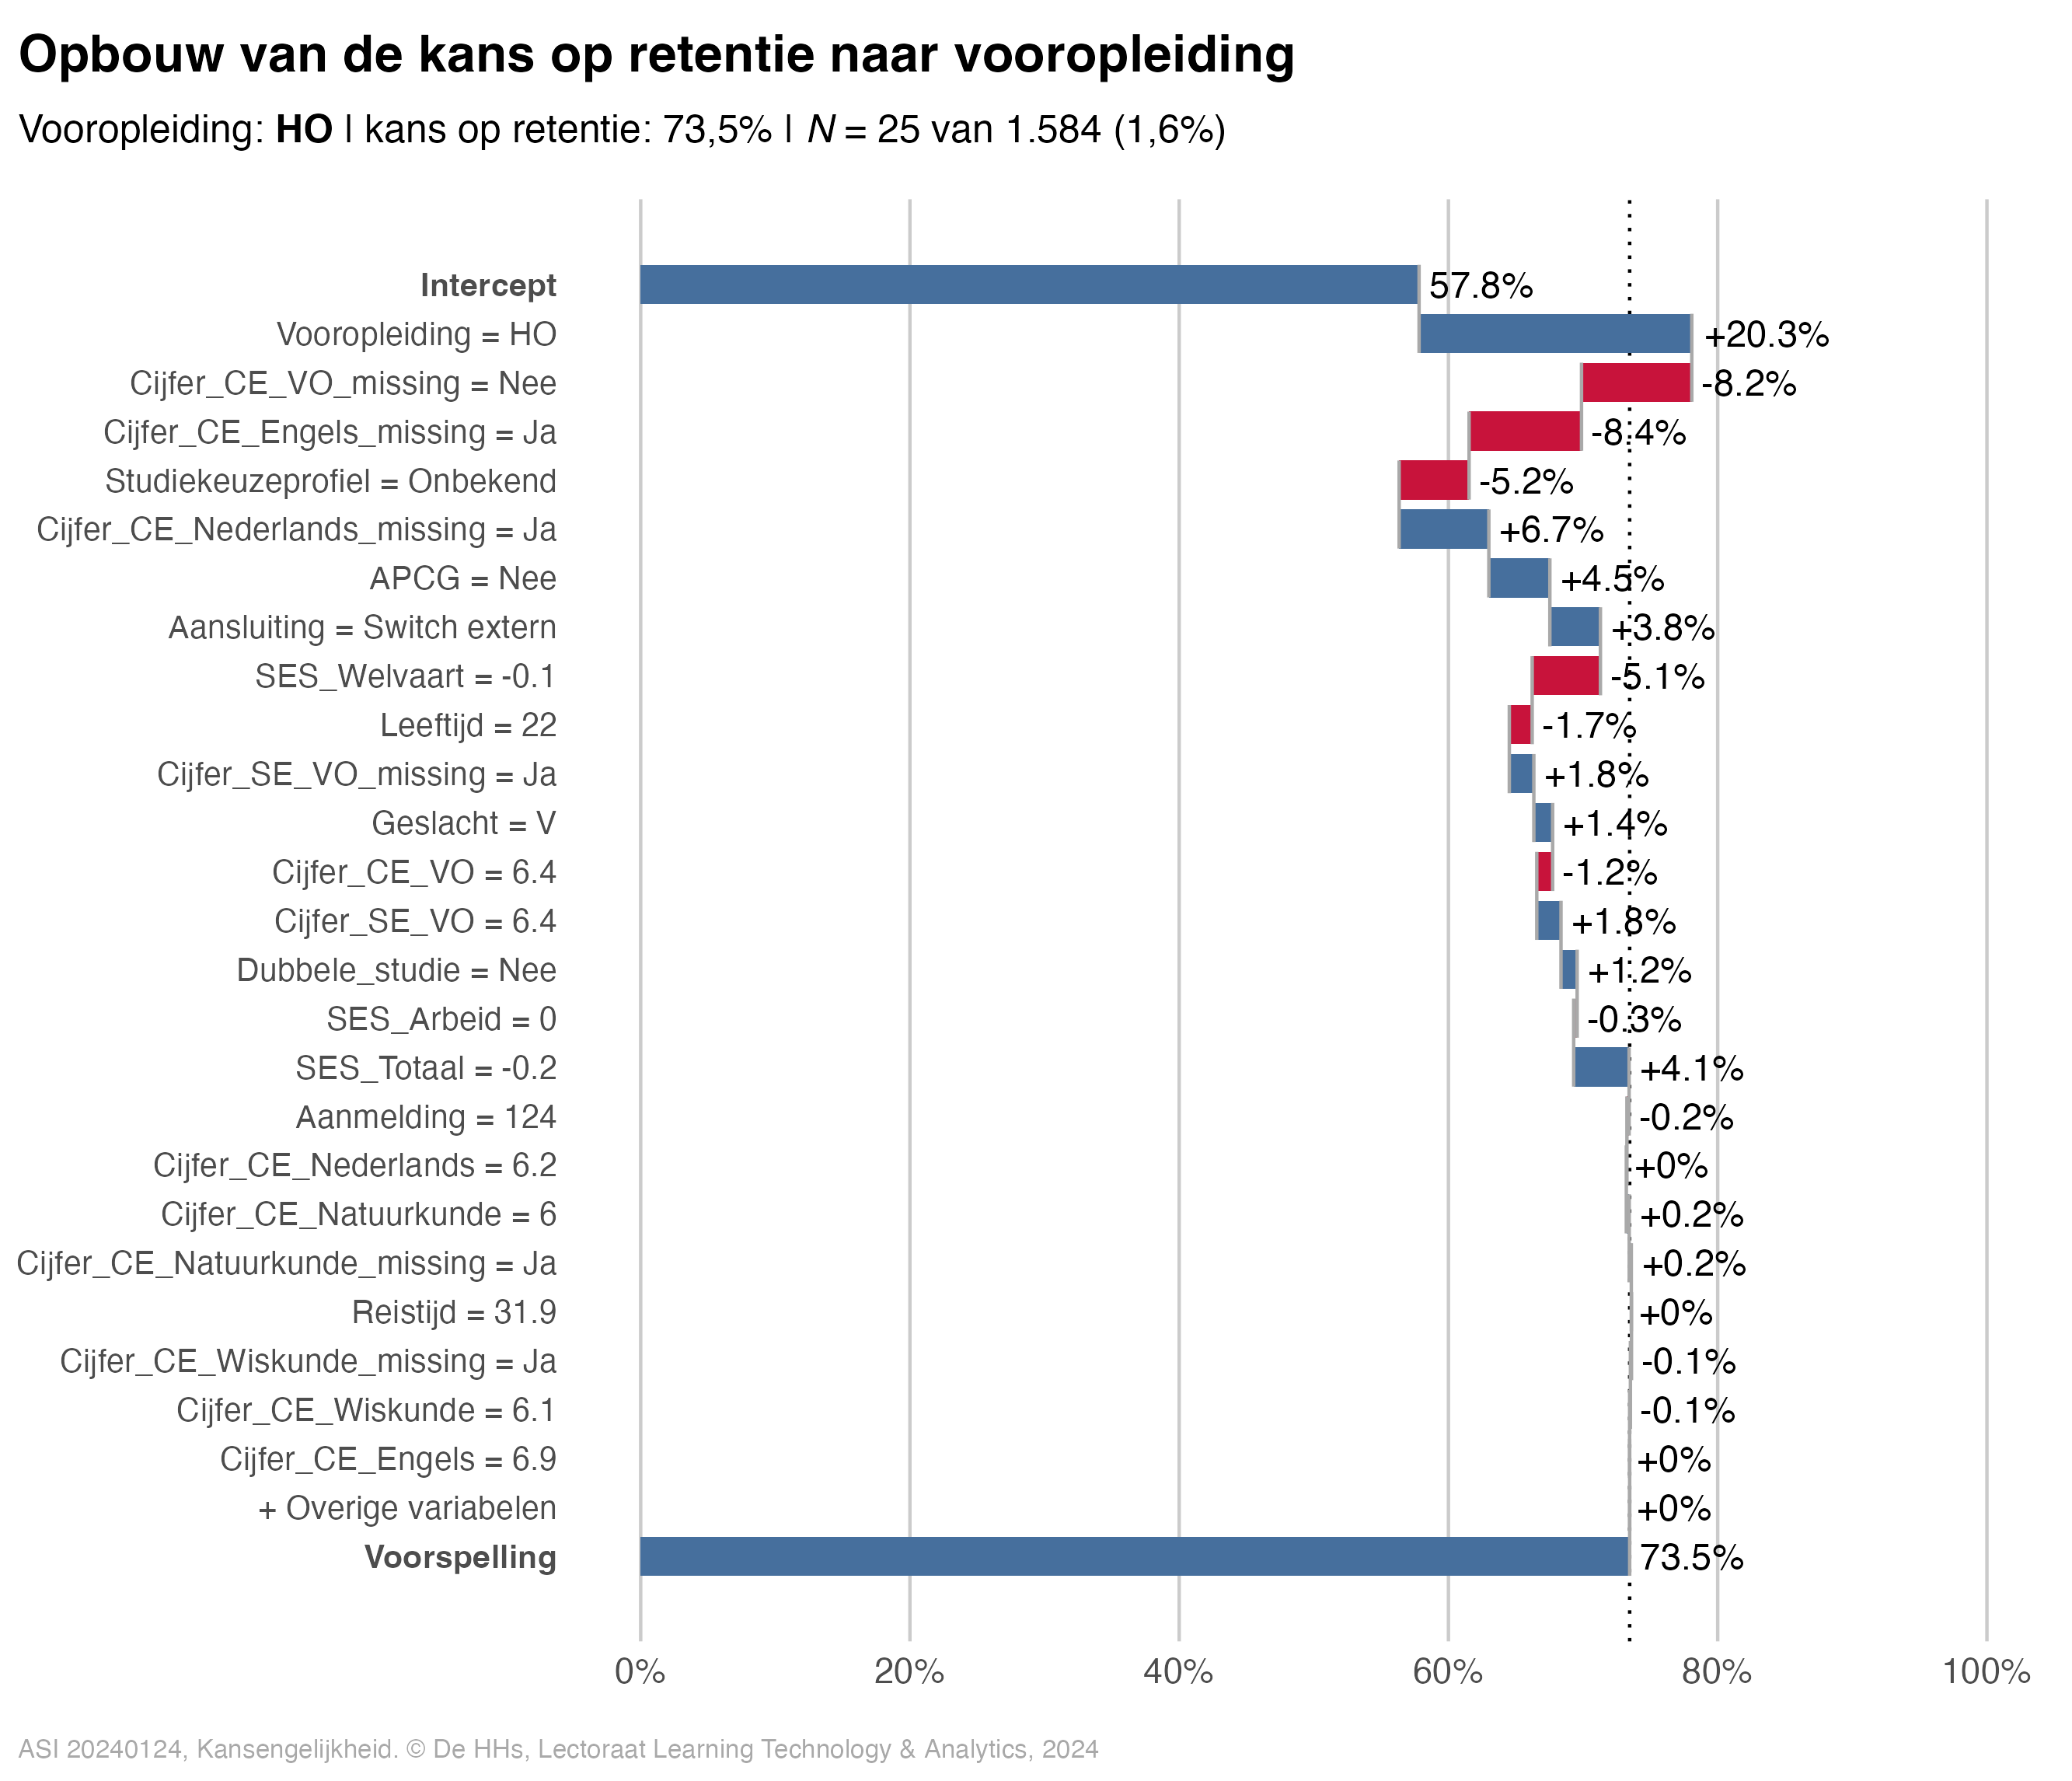 Opbouw van de kans op retentie naar vooropleiding
Vooropleiding: HO | kans op retentie: 73,5% | N = 25 van 1.584 (1,6%)
Intercept 57.8%
Vooropleiding = HO +20.3%
Cijfer_CE_VO_missing = Nee -8.2%
Cijfer_CE_Engels_missing = Ja -8.4%
Studiekeuzeprofiel = Onbekend -5.2%
Cijfer_CE_Nederlands_missing = Ja +6.7%
APCG = Nee +4.5%
Aansluiting = Switch extern +3.8%
SES_Welvaart = -0.1 -5.1%
Leeftijd = 22 -1.7%
Cijfer_SE_VO_missing = Ja +1.8%
Geslacht = V +1.4%
Cijfer_CE_VO = 6.4 -1.2%
Cijfer_SE_VO = 6.4 +1.8%
Dubbele_studie = Nee +1.2%
SES_Arbeid = 0 -0.3%
SES_Totaal = -0.2 +4.1%
Aanmelding = 124 -0.2%
Cijfer_CE_Nederlands = 6.2 +0%
Cijfer_CE_Natuurkunde = 6 +0.2%
Cijfer_CE_Natuurkunde_missing = Ja +0.2%
Reistijd = 31.9 +0%
Cijfer_CE_Wiskunde_missing = Ja -0.1%
Cijfer_CE_Wiskunde = 6.1 -0.1%
Cijfer_CE_Engels = 6.9 +0%
+ Overige variabelen +0%
Voorspelling 73.5%
0% 20% 40% 60% 80% 100%
ASI 20240124, Kansengelijkheid. © De HHs, Lectoraat Learning Technology & Analytics, 2024